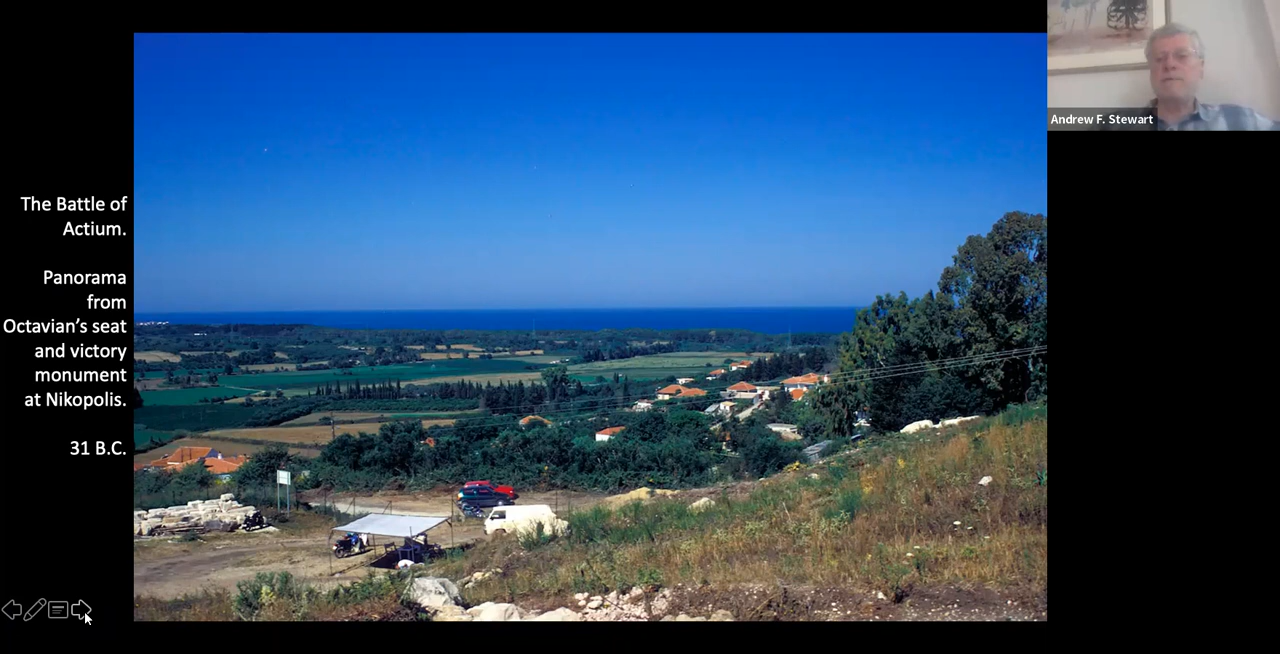 The Battle of
Actium.
Panorama
from
Octavian's seat
and victory
monument
at Nikopolis.
31 B.C.
Andrew F. Stewart